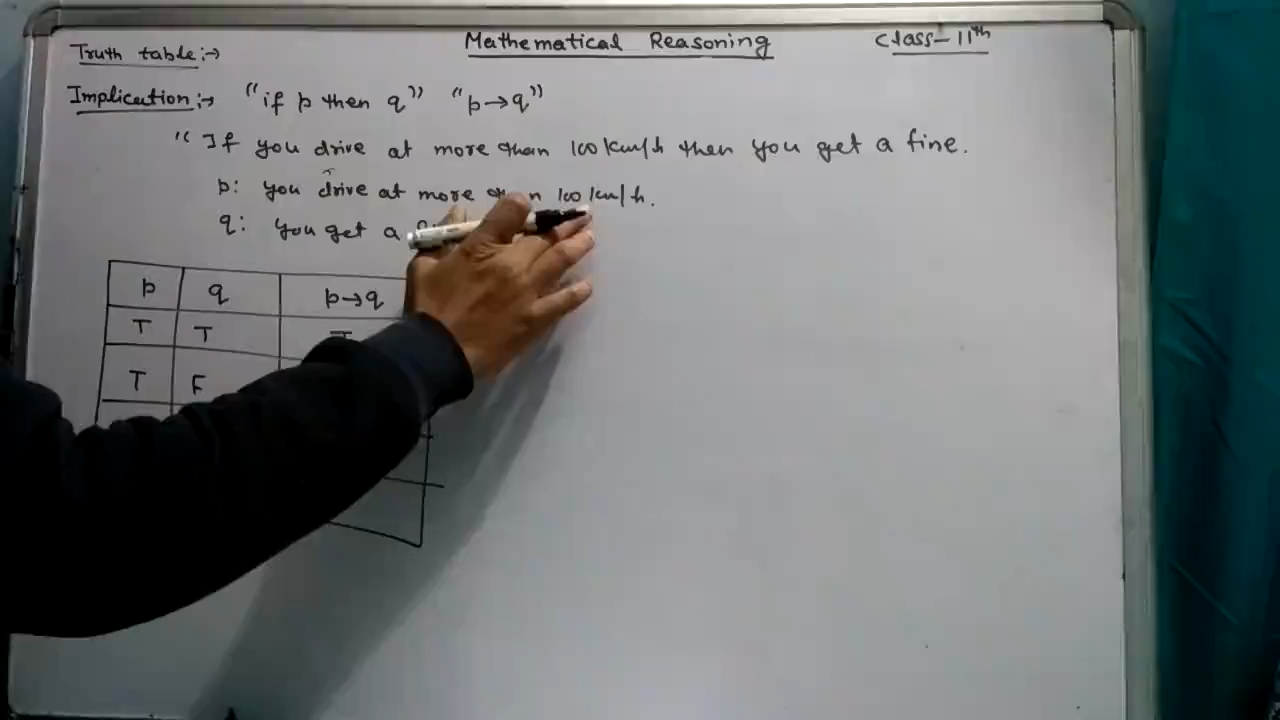 Truth table:→
Mathematical Reasoning
Class-11th
Implication:→ "if p then q" "p→q"
"If you drive at more than 100 km/h then you get a fine.
p: you drive at more than 100 km/h.
q: you get a
p q p→q
T T T
T F